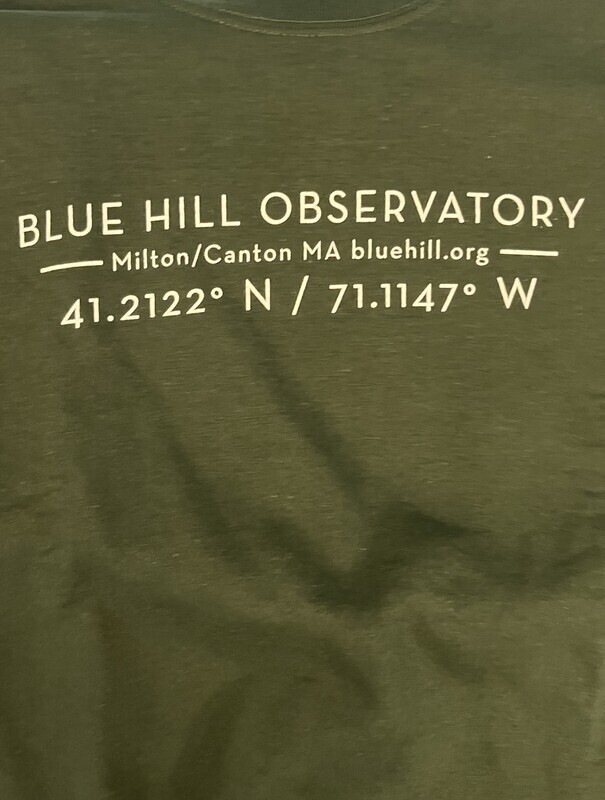 BLUE HILL OBSERVATORY
Milton/Canton MA bluehill.org
41.2122° N / 71.1147° W